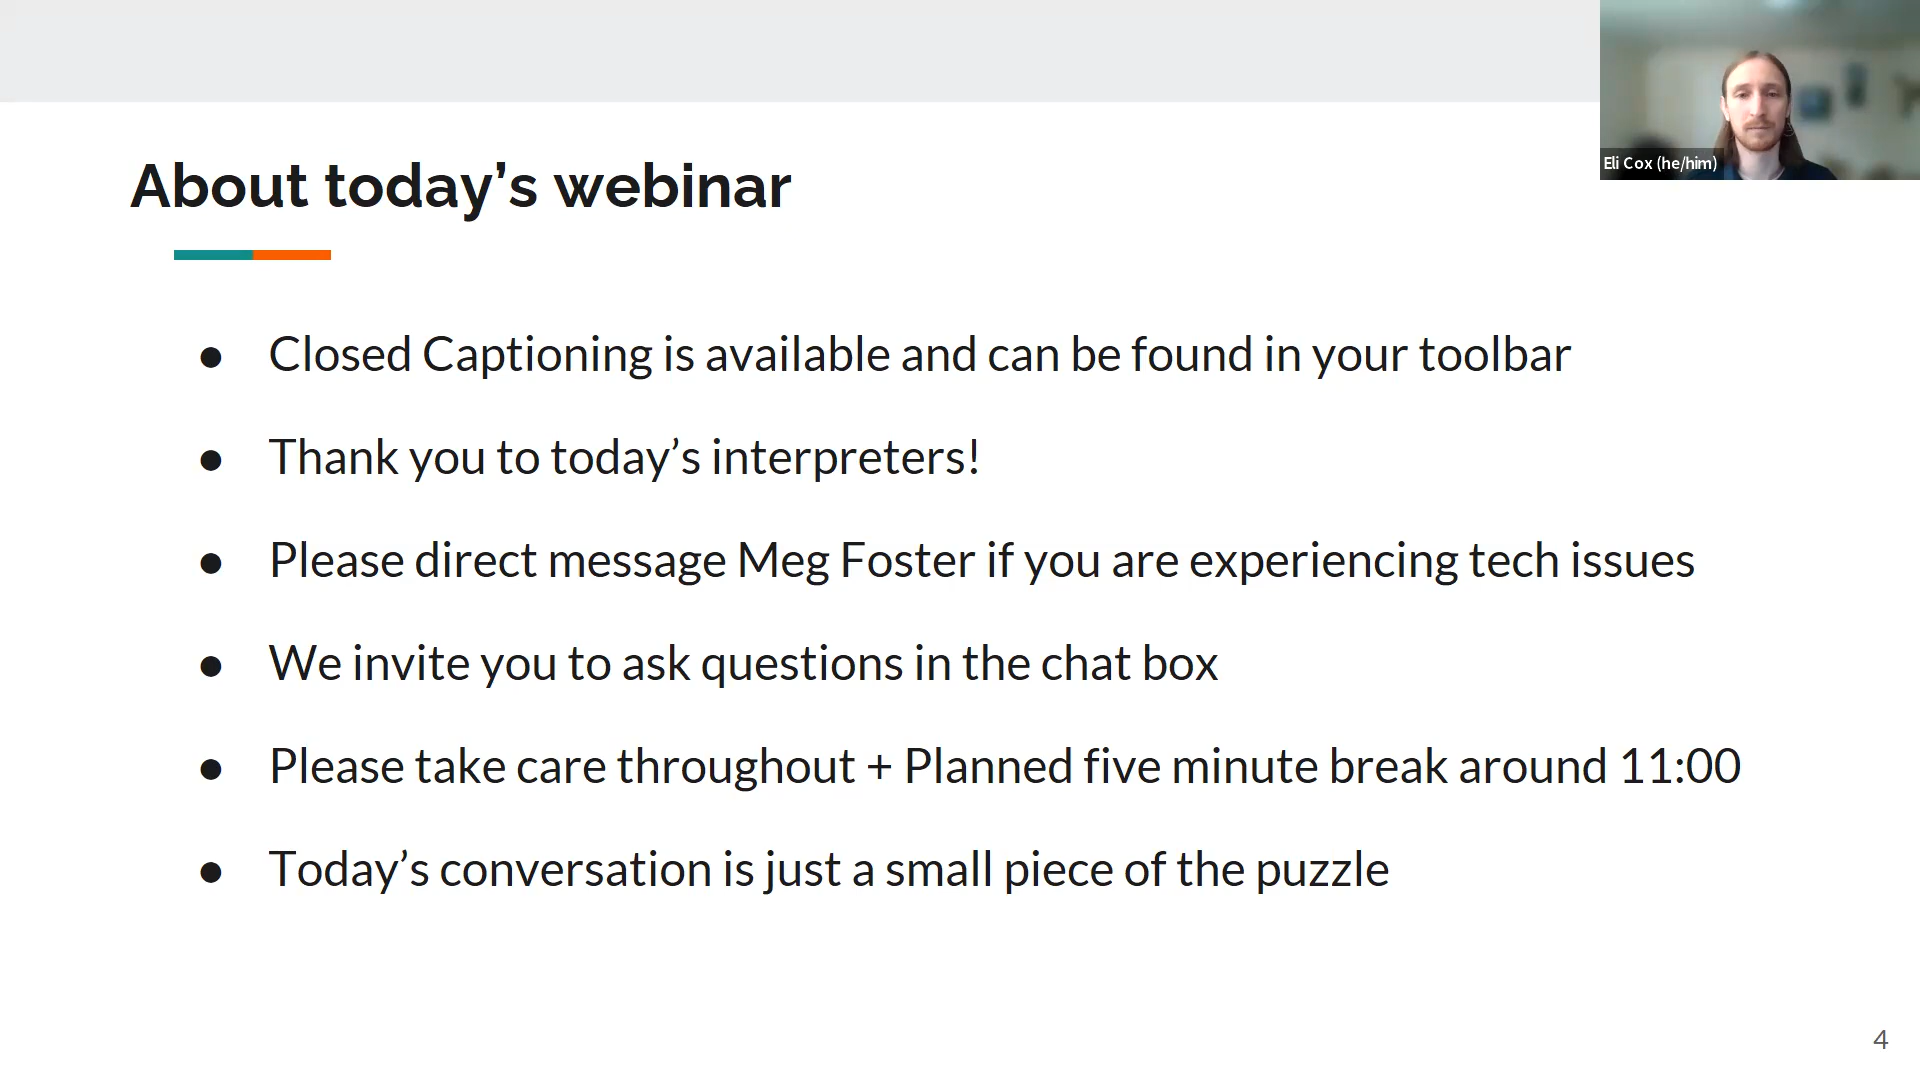 Eli Cox (he/him)
About today’s webinar
● Closed Captioning is available and can be found in your toolbar
● Thank you to today’s interpreters!
● Please direct message Meg Foster if you are experiencing tech issues
● We invite you to ask questions in the chat box
● Please take care throughout + Planned five minute break around 11:00
● Today’s conversation is just a small piece of the puzzle
4